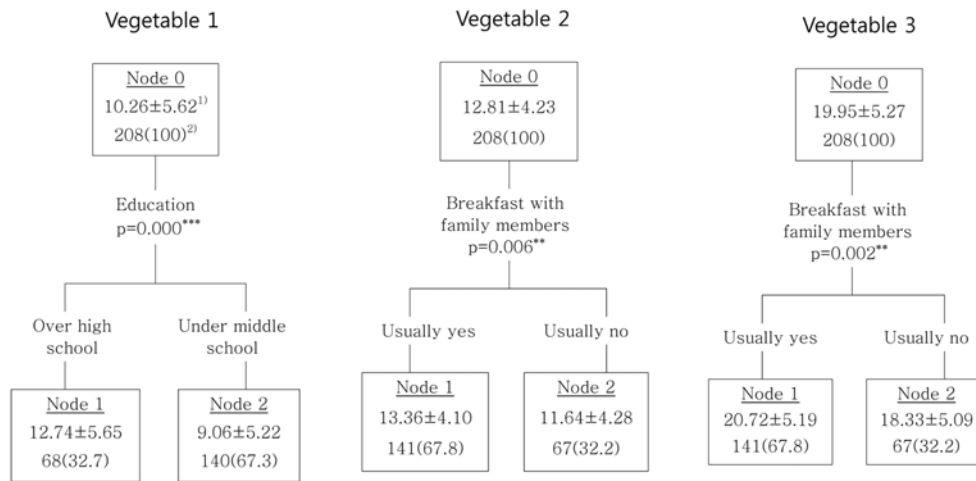 Vegetable 1
Node 0
10.26±5.62¹⁾
208(100)²⁾
Education
p=0.000***
Over high
school
Under middle
school
Node 1
12.74±5.65
68(32.7)
Node 2
9.06±5.22
140(67.3)
Vegetable 2
Node 0
12.81±4.23
208(100)
Breakfast with
family members
p=0.006**
Usually yes
Usually no
Node 1
13.36±4.10
141(67.8)
Node 2
11.64±4.28
67(32.2)
Vegetable 3
Node 0
19.95±5.27
208(100)
Breakfast with
family members
p=0.002**
Usually yes
Usually no
Node 1
20.72±5.19
141(67.8)
Node 2
18.33±5.09
67(32.2)